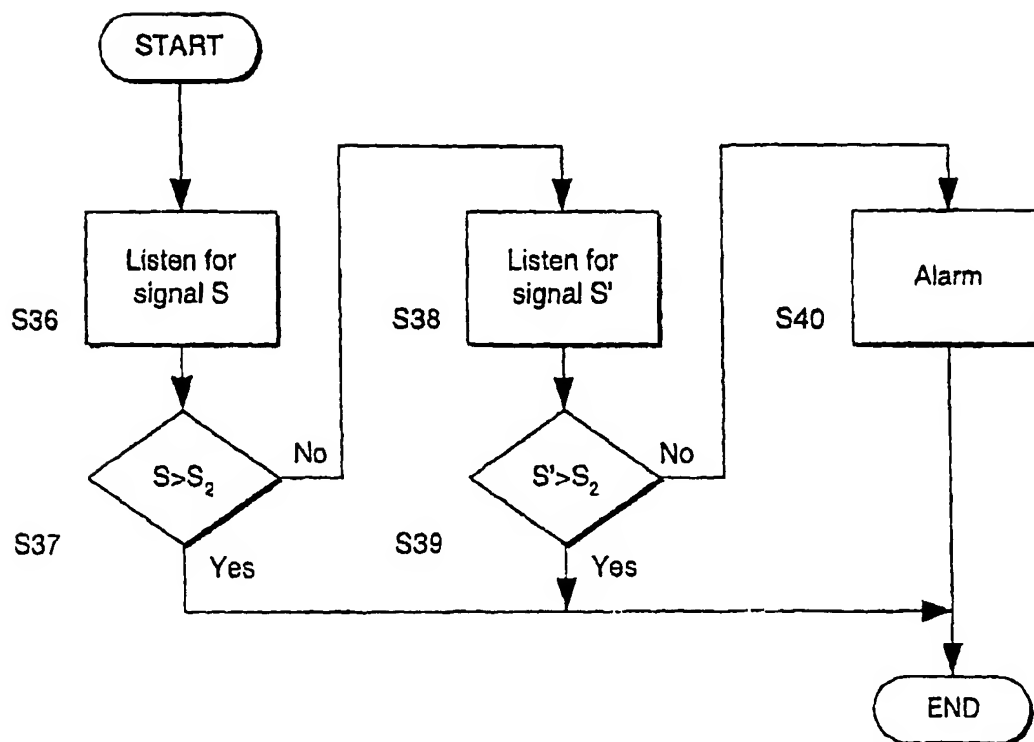 START
Listen for
signal S
S36
Listen for
signal S'
S38
Alarm
S40
S>S₂
No
S37
Yes
S'>S₂
No
S39
Yes
END